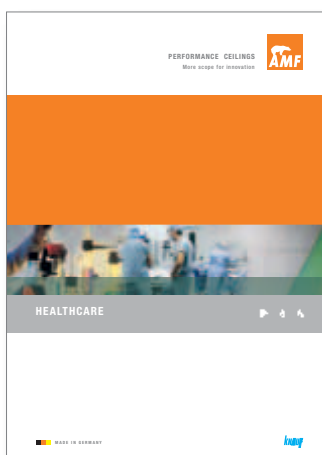 PERFORMANCE CEILINGS
More scope for innovation
AMF
HEALTHCARE
MADE IN GERMANY
knauf